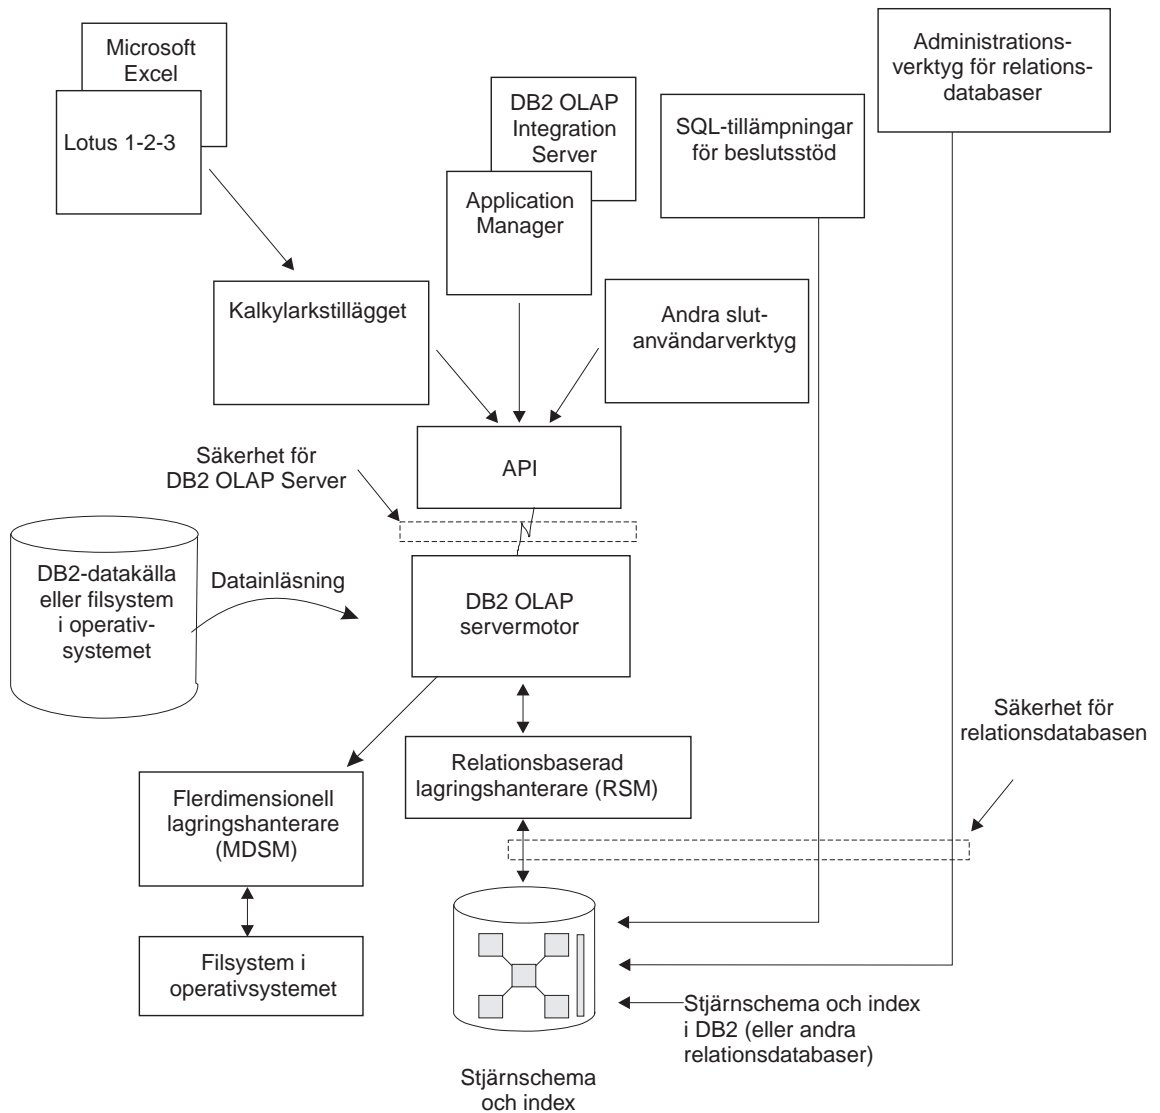 Microsoft
Excel
Lotus 1-2-3
DB2 OLAP
Integration
Server
Application
Manager
SQL-tillämpningar
för beslutsstöd
Administrations-
verktyg för relations-
databaser
Kalkylarkstillägget
Andra slut-
användarverktyg
API
Säkerhet för
DB2 OLAP Server
DB2-datakälla
eller filsystem
i operativ-
systemet
Datainläsning
DB2 OLAP
servermotor
Säkerhet för
relationsdatabasen
Relationsbaserad
lagringshanterare (RSM)
Flerdimensionell
lagringshanterare
(MDSM)
Filsystem i
operativsystemet
Stjärnschema och index
i DB2 (eller andra
relationsdatabaser)
Stjärnschema
och index